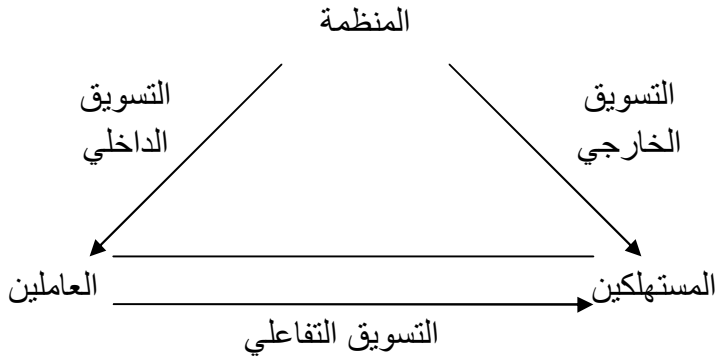 المنظمة
التسويق
الخارجي
التسويق
الداخلي
المستهلكين
العاملين
التسويق التفاعلي